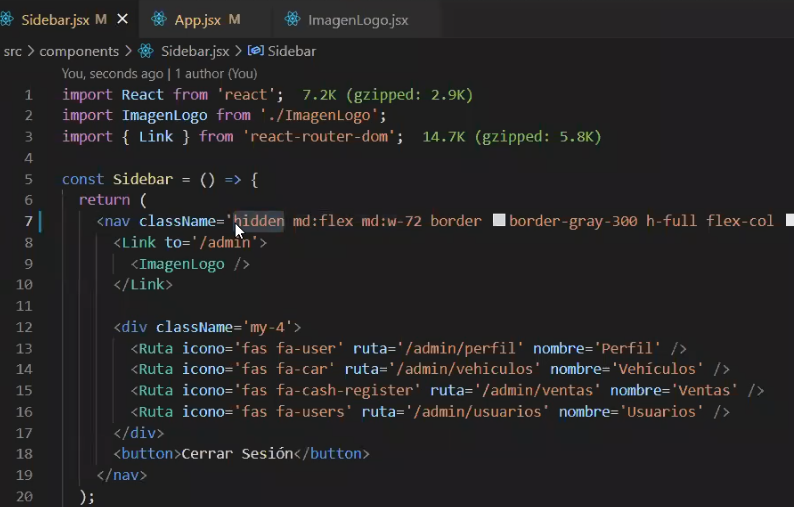 Sidebar.jsx M App.jsx M ImagenLogo.jsx
src > components > Sidebar.jsx > Sidebar
You, seconds ago | 1 author (You)
1 import React from 'react'; 7.2K (gzipped: 2.9K)
2 import ImagenLogo from './ImagenLogo';
3 import { Link } from 'react-router-dom'; 14.7K (gzipped: 5.8K)
4
5 const Sidebar = () => {
6 return (
7 <nav className='hidden md:flex md:w-72 border border-gray-300 h-full flex-col
8 <Link to='/admin'>
9 <ImagenLogo />
10 </Link>
11
12 <div className='my-4'>
13 <Ruta icono='fas fa-user' ruta='/admin/perfil' nombre='Perfil' />
14 <Ruta icono='fas fa-car' ruta='/admin/vehiculos' nombre='Vehículos' />
15 <Ruta icono='fas fa-cash-register' ruta='/admin/ventas' nombre='Ventas' />
16 <Ruta icono='fas fa-users' ruta='/admin/usuarios' nombre='Usuarios' />
17 </div>
18 <button>Cerrar Sesión</button>
19 </nav>
20 );